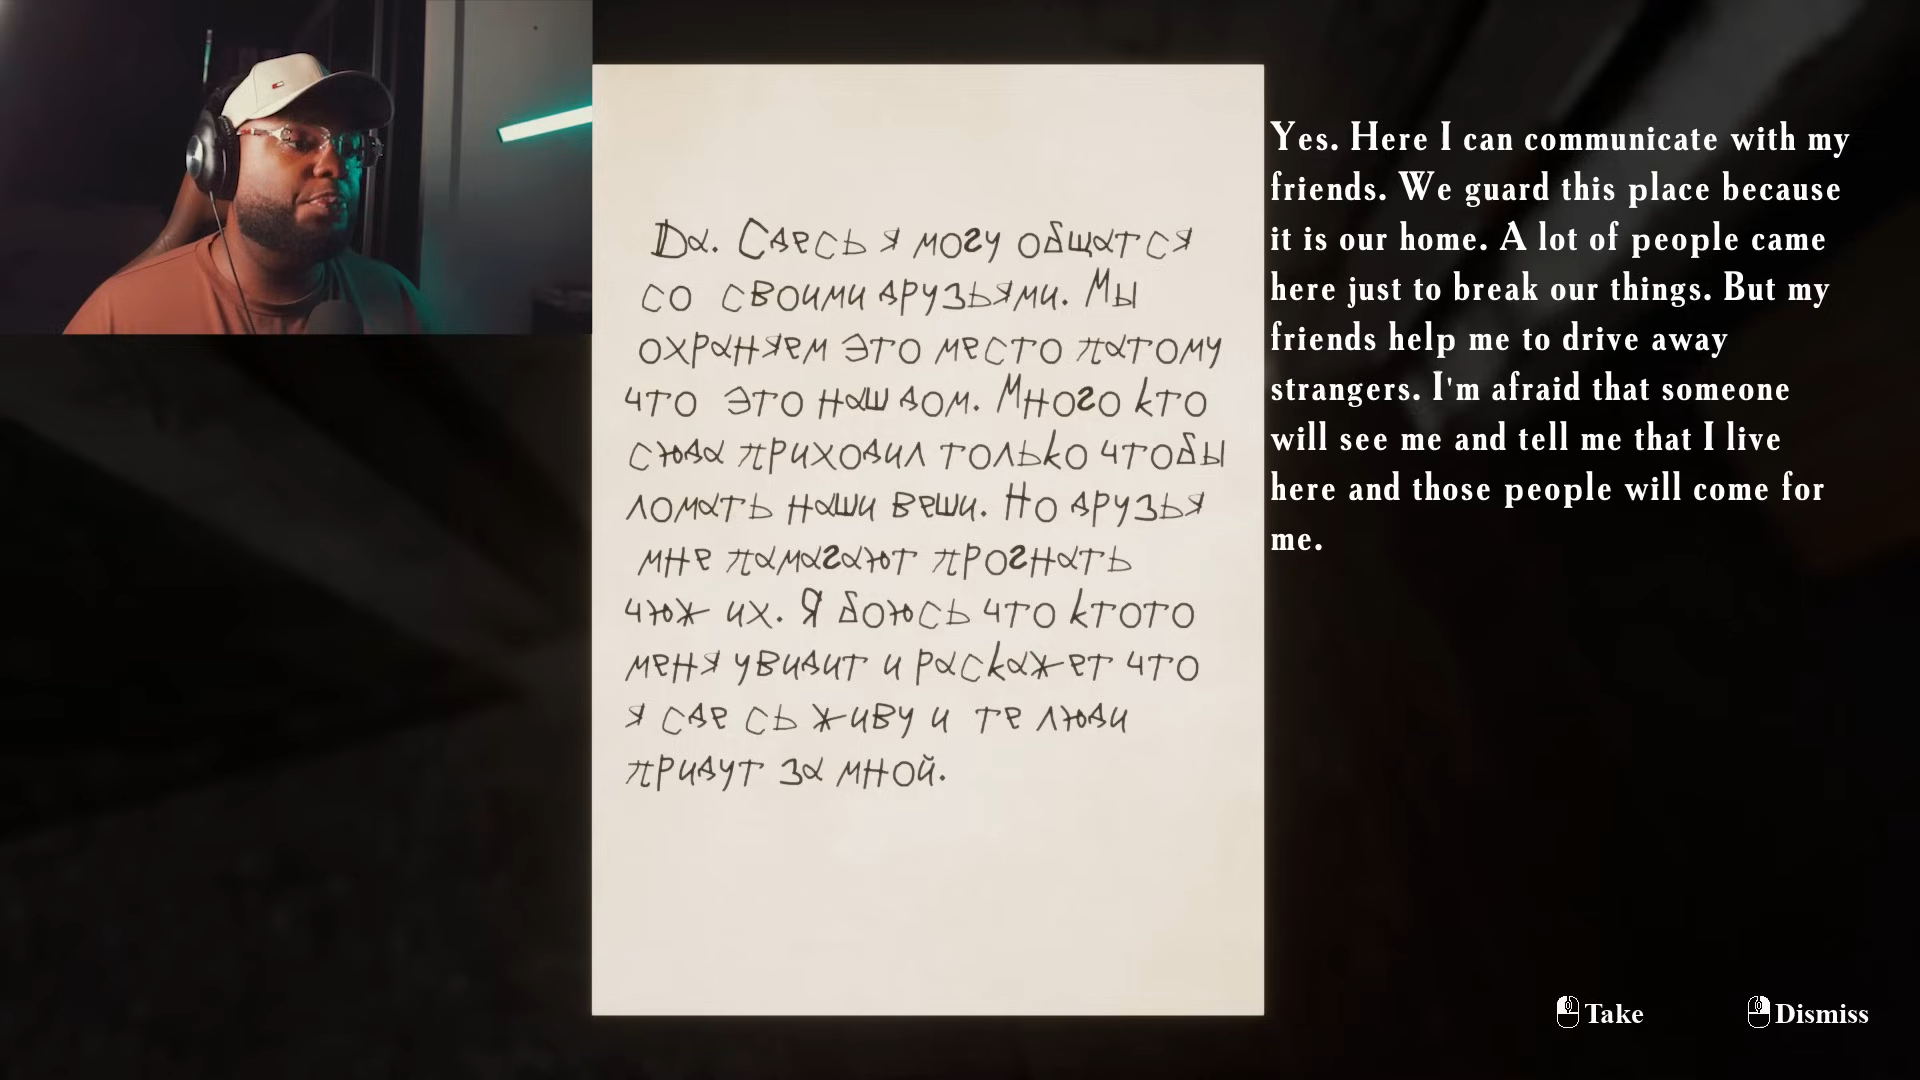 Да. Сдесь я могу общатся
со своими друзьями. Мы
охраняем это место патому
что это наш дом. Много кто
сюда приходил только чтобы
ломать наши веши. Но друзья
мне памагают прогнать
чюж их. Я боюсь что ктото
меня увидит и раскажет что
я сде сь живу и те люди
придут за мной.
Yes. Here I can communicate with my
friends. We guard this place because
it is our home. A lot of people came
here just to break our things. But my
friends help me to drive away
strangers. I'm afraid that someone
will see me and tell me that I live
here and those people will come for
me.
Take
Dismiss